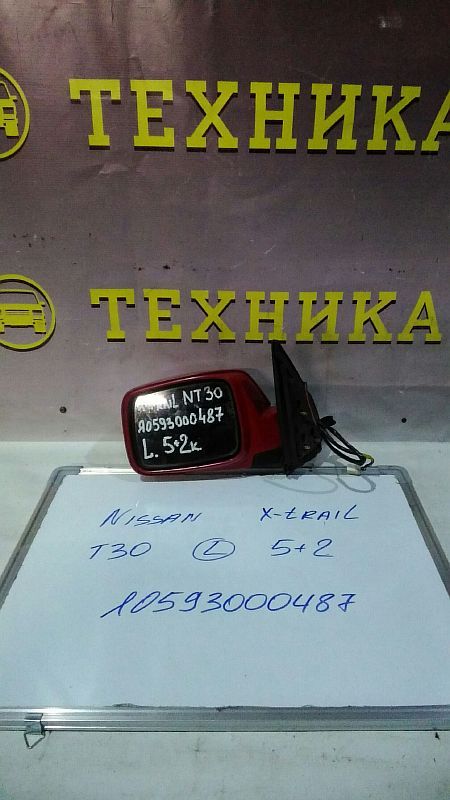 ТЕХНИКА
ТЕХНИКА
NT30
10593000487
L. 5+2к
NISSAN X-TRAIL
T30 L 5+2
10593000487